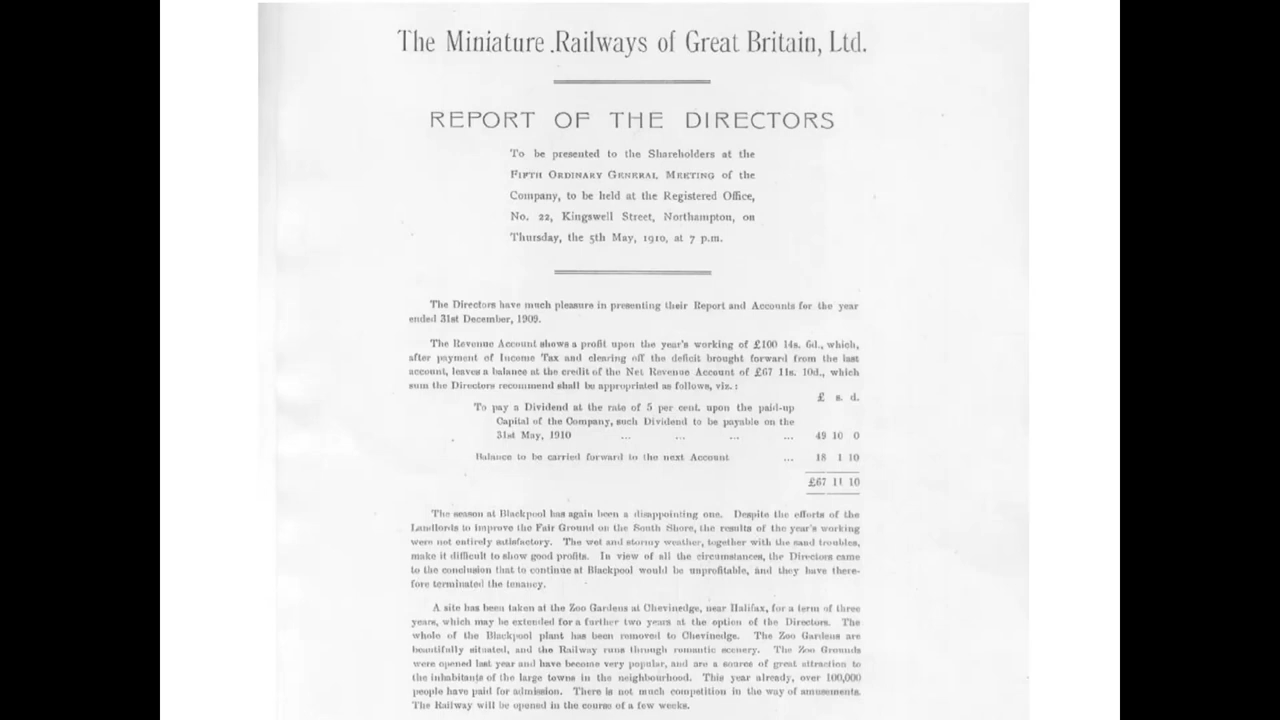 The Miniature Railways of Great Britain, Ltd.
REPORT OF THE DIRECTORS
To be presented to the Shareholders at the
FIFTH ORDINARY GENERAL MEETING of the
Company, to be held at the Registered Office,
No. 22, Kingswell Street, Northampton, on
Thursday, the 5th May, 1910, at 7 p.m.
The Directors have much pleasure in presenting their Report and Accounts for the year
ended 31st December, 1909.
The Revenue Account shows a profit upon the year's working of £100 14s. 6d., which,
after payment of Income Tax and clearing off the deficit brought forward from the last
account, leaves a balance at the credit of the Net Revenue Account of £67 11s. 10d., which
sum the Directors recommend shall be appropriated as follows, viz. :
£ s. d.
To pay a Dividend at the rate of 5 per cent. upon the paid-up
Capital of the Company, such Dividend to be payable on the
31st May, 1910 ... ... ... ... 49 10 0
Balance to be carried forward to the next Account ... 18 1 10
£67 11 10
The season at Blackpool has again been a disappointing one. Despite the efforts of the
Landlords to improve the Fair Ground on the South Shore, the results of the year's working
were not entirely satisfactory. The wet and stormy weather, together with the sand troubles,
make it difficult to show good profits. In view of all the circumstances, the Directors came
to the conclusion that to continue at Blackpool would be unprofitable, and they have there-
fore terminated the tenancy.
A site has been taken at the Zoo Gardens at Chevinedge, near Halifax, for a term of three
years, which may be extended for a further two years at the option of the Directors. The
whole of the Blackpool plant has been removed to Chevinedge. The Zoo Gardens are
beautifully situated, and the Railway runs through romantic scenery. The Zoo Grounds
were opened last year and have become very popular, and are a source of great attraction to
the inhabitants of the large towns in the neighbourhood. This year already, over 100,000
people have paid for admission. There is not much competition in the way of amusements.
The Railway will be opened in the course of a few weeks.